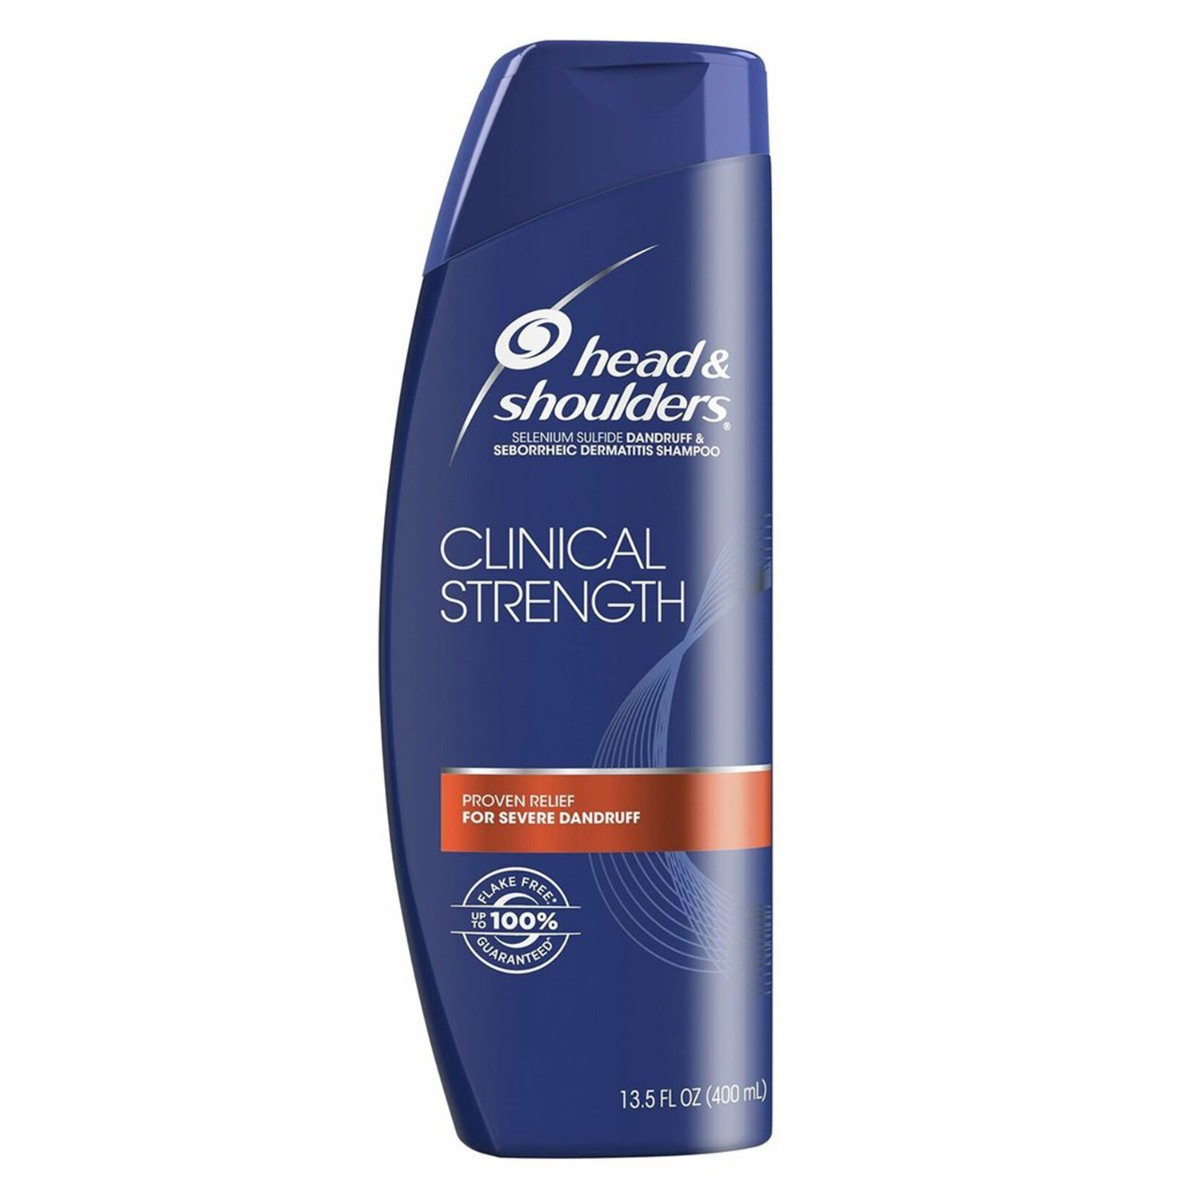 head &
shoulders®
SELENIUM SULFIDE DANDRUFF &
SEBORRHEIC DERMATITIS SHAMPOO
CLINICAL
STRENGTH
PROVEN RELIEF
FOR SEVERE DANDRUFF
FLAKE FREE*
UP TO 100%
GUARANTEED^
13.5 FL OZ (400 mL)